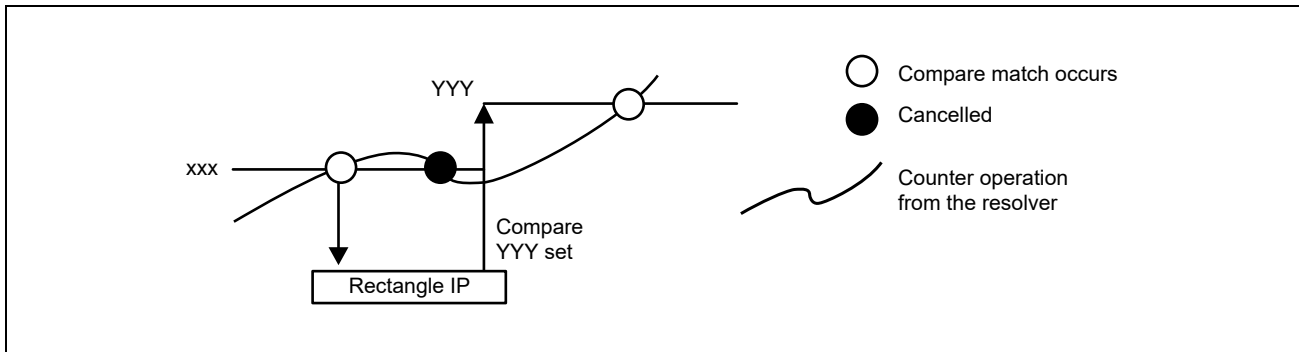 YYY
xxx
Compare
YYY set
Rectangle IP
Compare match occurs
Cancelled
Counter operation
from the resolver